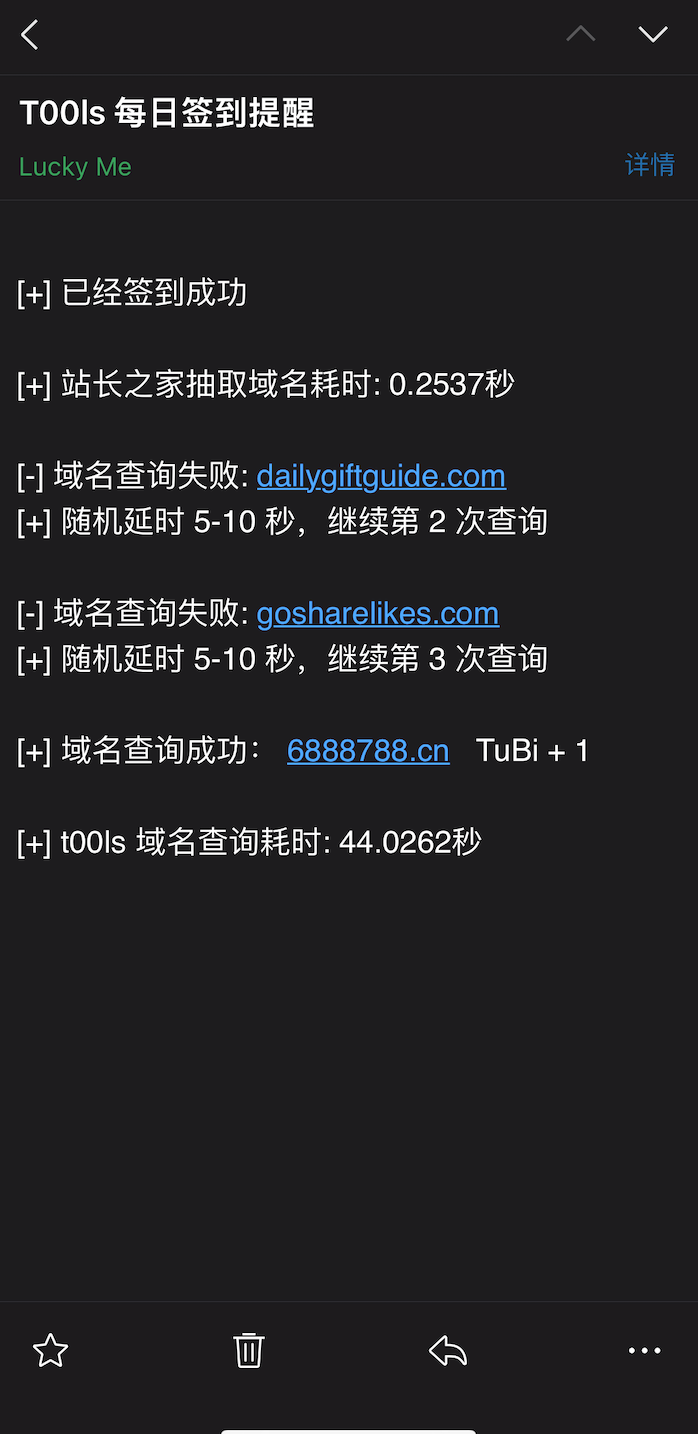 T00ls 每日签到提醒
Lucky Me 详情
[+] 已经签到成功
[+] 站长之家抽取域名耗时: 0.2537秒
[-] 域名查询失败: dailygiftguide.com
[+] 随机延时 5-10 秒，继续第 2 次查询
[-] 域名查询失败: gosharelikes.com
[+] 随机延时 5-10 秒，继续第 3 次查询
[+] 域名查询成功： 6888788.cn TuBi + 1
[+] t00ls 域名查询耗时: 44.0262秒